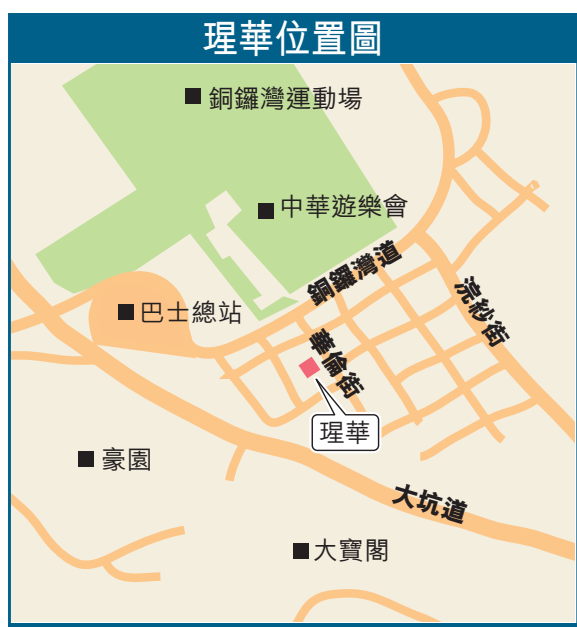 瑆華位置圖
銅鑼灣運動場
中華遊樂會
銅鑼灣道
浣紗街
巴士總站
華倫街
瑆華
豪園
大坑道
大寶閣